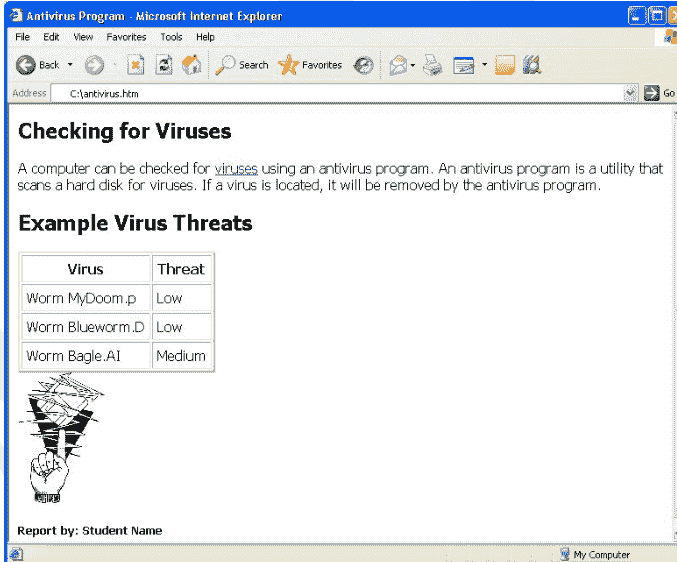 Antivirus Program - Microsoft Internet Explorer
File Edit View Favorites Tools Help
Back Search Favorites
Address C:\antivirus.htm Go
Checking for Viruses
A computer can be checked for viruses using an antivirus program. An antivirus program is a utility that
scans a hard disk for viruses. If a virus is located, it will be removed by the antivirus program.
Example Virus Threats
Virus Threat
Worm MyDoom.p Low
Worm Blueworm.D Low
Worm Bagle.AI Medium
Report by: Student Name
My Computer